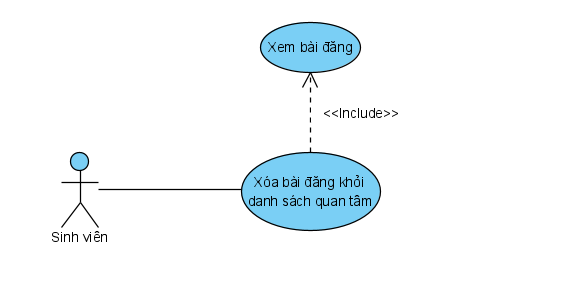 Xem bài đăng
<<Include>>
Xóa bài đăng khỏi
danh sách quan tâm
Sinh viên